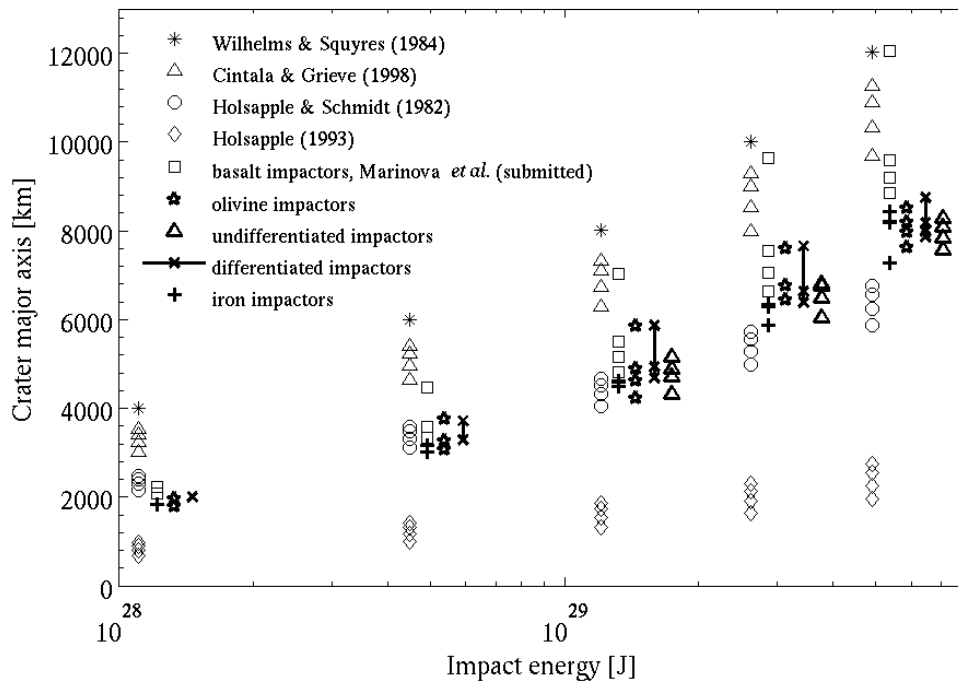 12000
10000
8000
6000
4000
2000
0
Crater major axis [km]
Wilhelms & Squyres (1984)
Cintala & Grieve (1998)
Holsapple & Schmidt (1982)
Holsapple (1993)
basalt impactors, Marinova et al. (submitted)
olivine impactors
undifferentiated impactors
differentiated impactors
iron impactors
10^28
10^29
Impact energy [J]